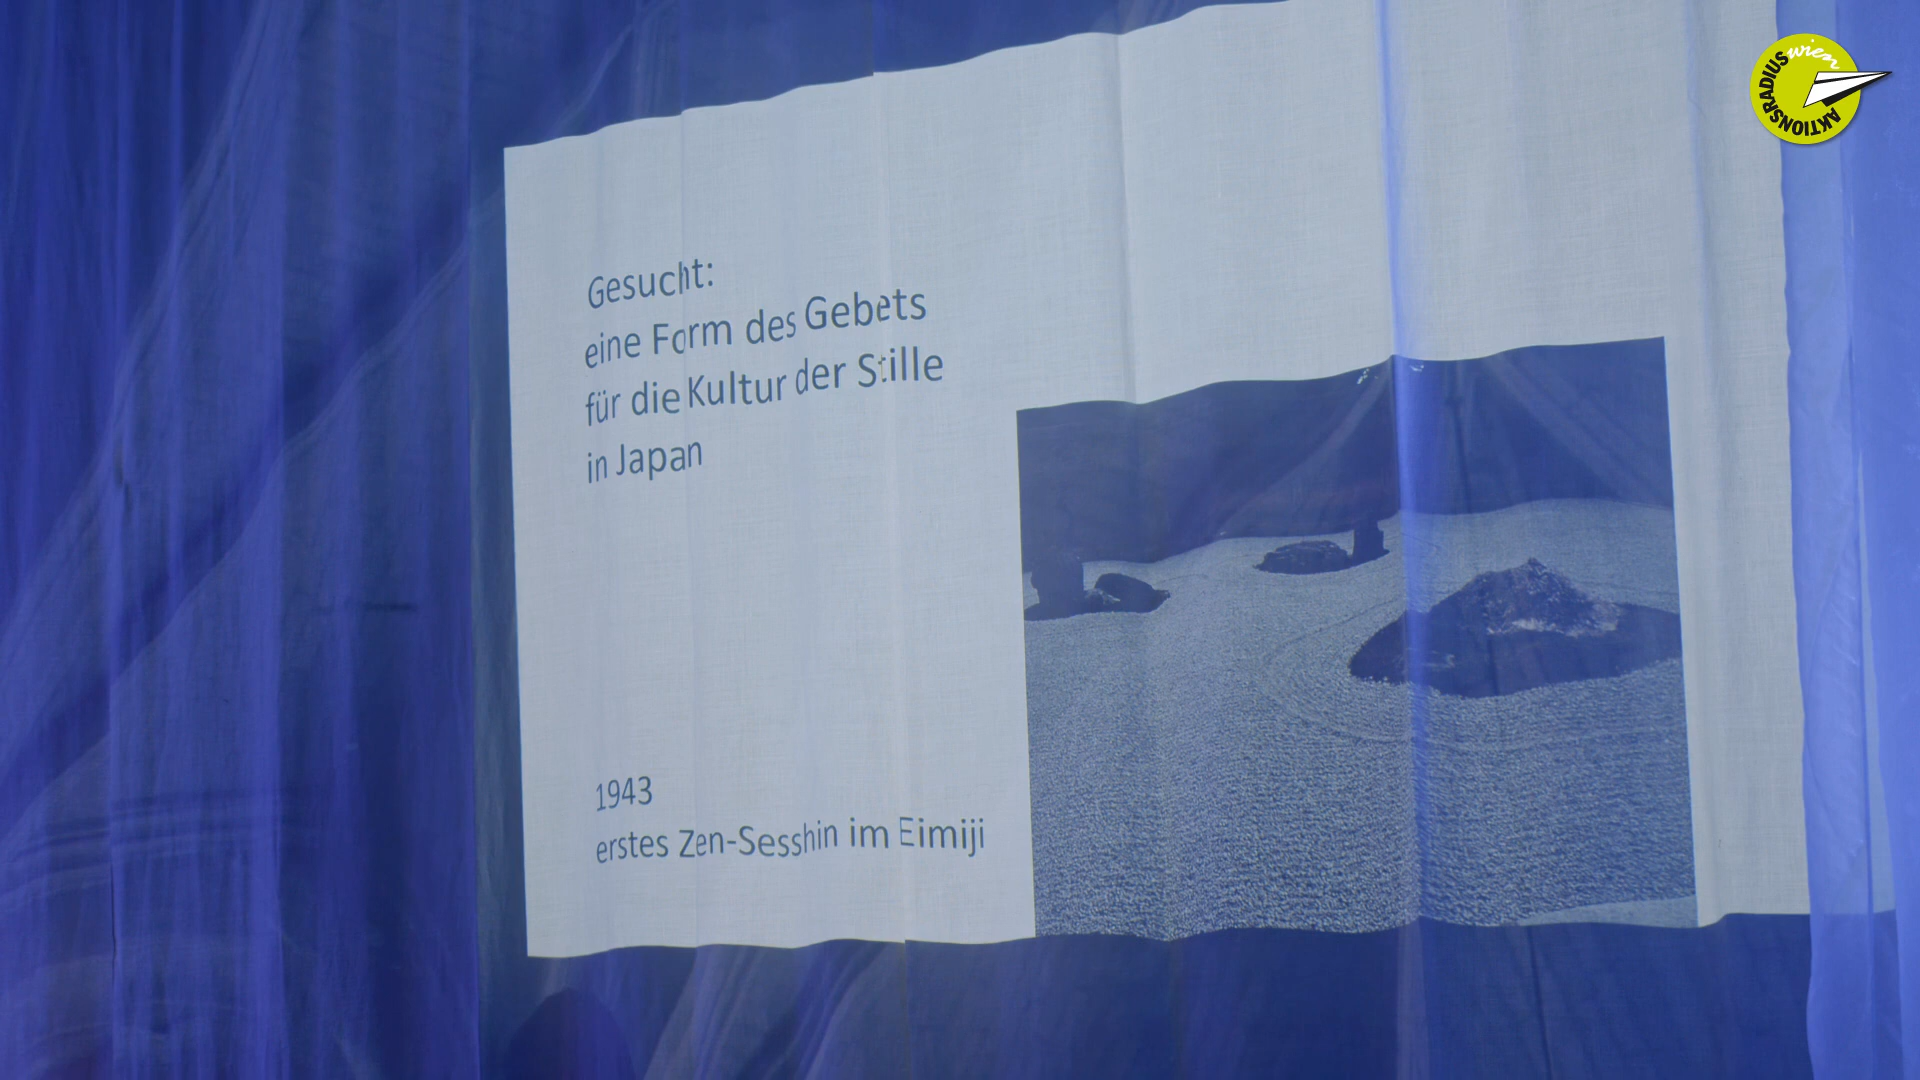 Gesucht:
eine Form des Gebets
für die Kultur der Stille
in Japan
1943
erstes Zen-Sesshin im Eimiji
AKTIONSRADIUS wien